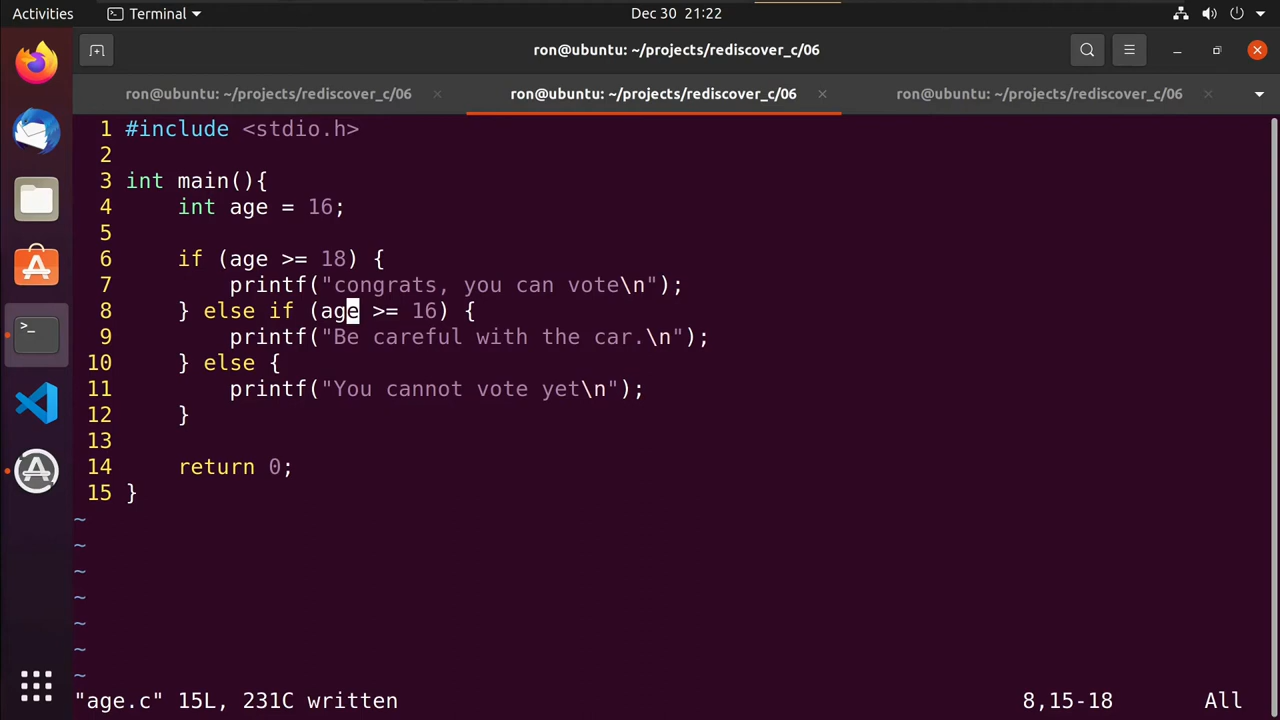 Activities Terminal Dec 30 21:22
ron@ubuntu: ~/projects/rediscover_c/06
ron@ubuntu: ~/projects/rediscover_c/06 ron@ubuntu: ~/projects/rediscover_c/06 ron@ubuntu: ~/projects/rediscover_c/06
1 #include <stdio.h>
2
3 int main(){
4     int age = 16;
5
6     if (age >= 18) {
7         printf("congrats, you can vote\n");
8     } else if (age >= 16) {
9         printf("Be careful with the car.\n");
10     } else {
11         printf("You cannot vote yet\n");
12     }
13
14     return 0;
15 }
~
~
~
~
~
~
~
"age.c" 15L, 231C written 8,15-18 All